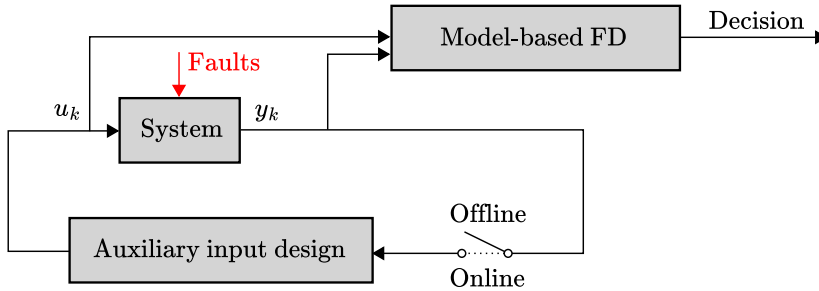 Decision
Model-based FD
Faults
u_k
y_k
System
Offline
Auxiliary input design
Online